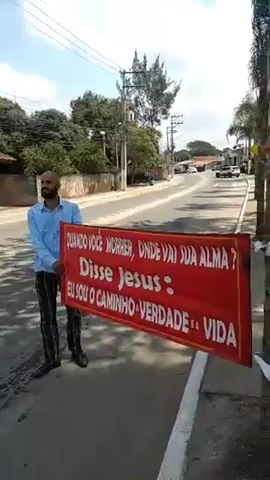 QUANDO VOCÊ MORRER, ONDE VAI SUA ALMA?
Disse Jesus:
EU SOU O CAMINHO A VERDADE E A VIDA